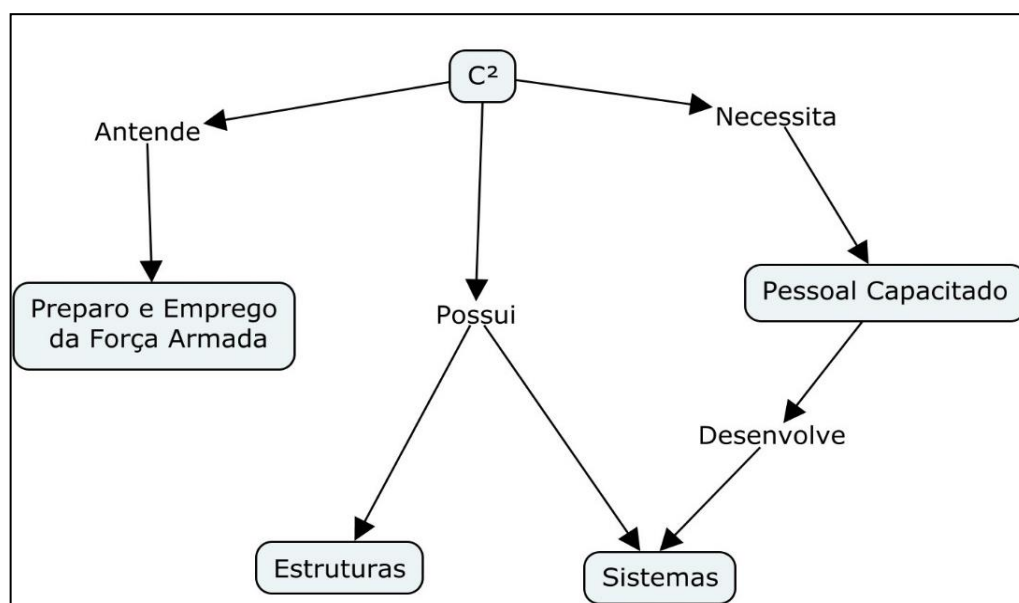 C²
Antende
Necessita
Preparo e Emprego
da Força Armada
Possui
Pessoal Capacitado
Desenvolve
Estruturas
Sistemas